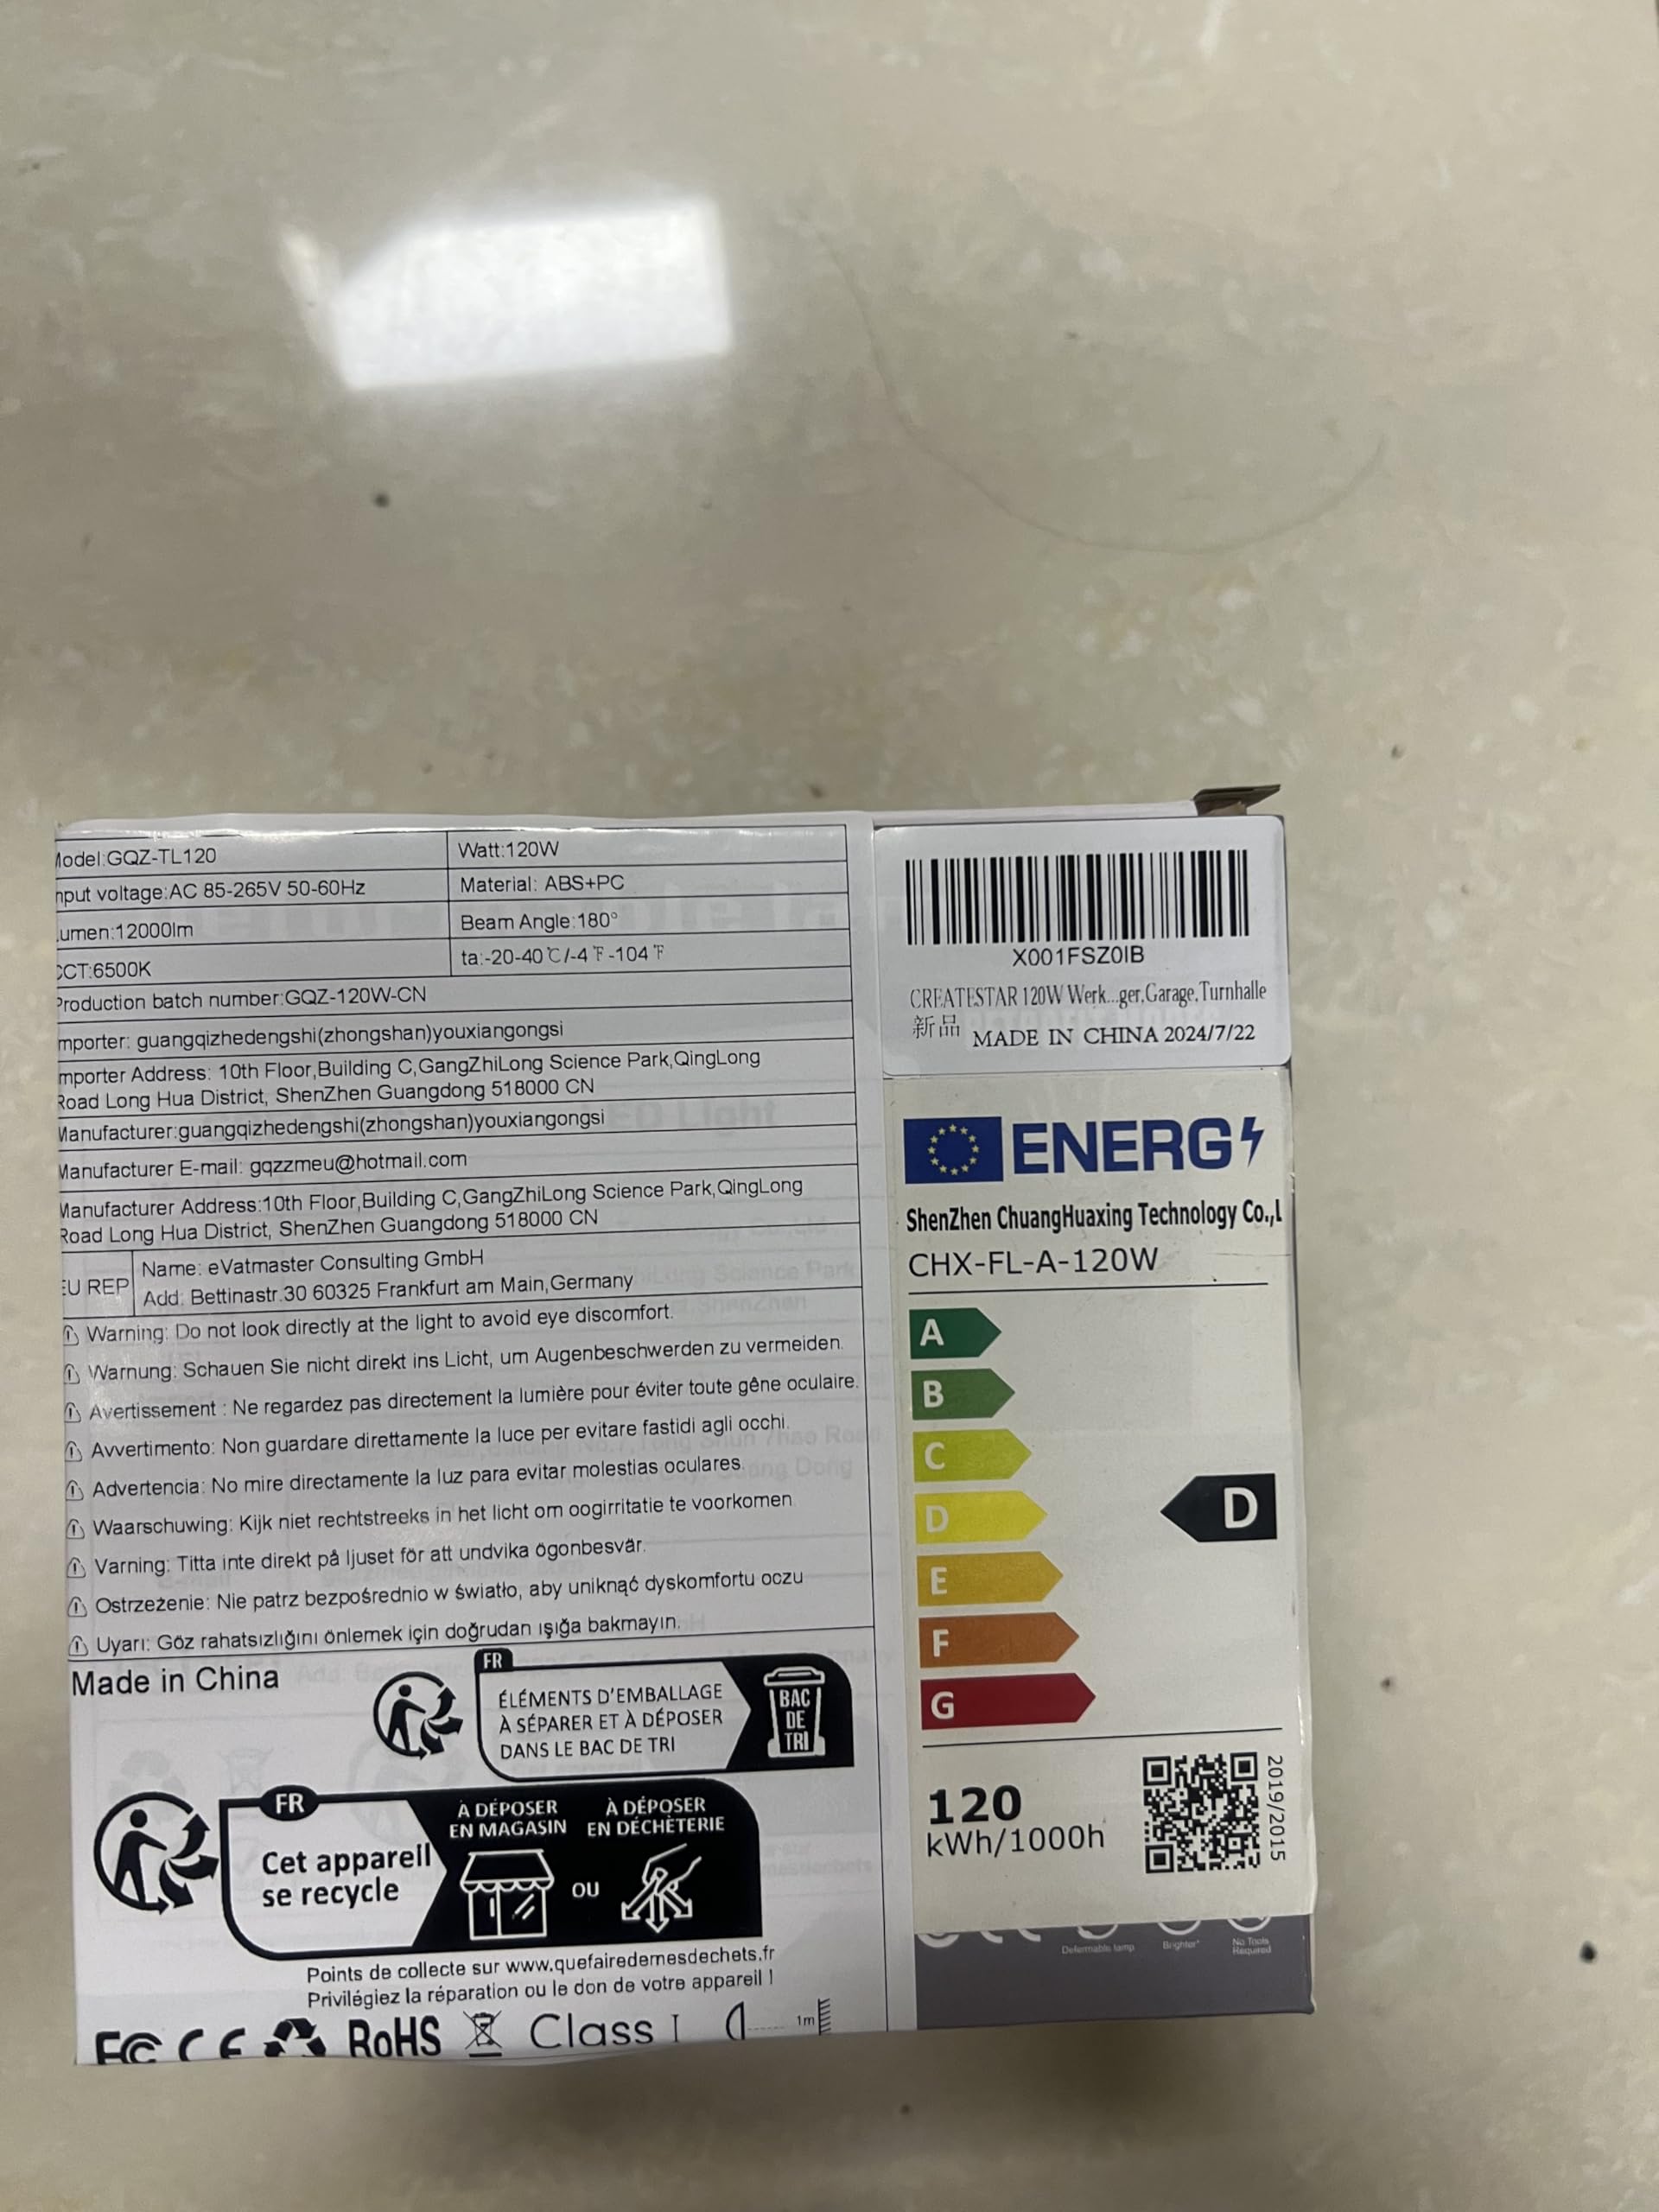 Model:GQZ-TL120
Watt:120W
Input voltage:AC 85-265V 50-60Hz
Material: ABS+PC
Lumen:12000lm
Beam Angle:180°
CCT:6500K
ta:-20-40℃/-4℉-104℉
Production batch number:GQZ-120W-CN
Importer: guangqizhedengshi(zhongshan)youxiangongsi
Importer Address: 10th Floor,Building C,GangZhiLong Science Park,QingLong
Road Long Hua District, ShenZhen Guangdong 518000 CN
Manufacturer:guangqizhedengshi(zhongshan)youxiangongsi
Manufacturer E-mail: gqzzmeu@hotmail.com
Manufacturer Address:10th Floor,Building C,GangZhiLong Science Park,QingLong
Road Long Hua District, ShenZhen Guangdong 518000 CN
EU REP
Name: eVatmaster Consulting GmbH
Add: Bettinastr.30 60325 Frankfurt am Main,Germany
Warning: Do not look directly at the light to avoid eye discomfort.
Warnung: Schauen Sie nicht direkt ins Licht, um Augenbeschwerden zu vermeiden.
Avertissement : Ne regardez pas directement la lumière pour éviter toute gêne oculaire.
Avvertimento: Non guardare direttamente la luce per evitare fastidi agli occhi.
Advertencia: No mire directamente la luz para evitar molestias oculares.
Waarschuwing: Kijk niet rechtstreeks in het licht om oogirritatie te voorkomen
Varning: Titta inte direkt på ljuset för att undvika ögonbesvär.
Ostrzeżenie: Nie patrz bezpośrednio w światło, aby uniknąć dyskomfortu oczu
Uyarı: Göz rahatsızlığını önlemek için doğrudan ışığa bakmayın.
Made in China
FR
ÉLÉMENTS D'EMBALLAGE
À SÉPARER ET À DÉPOSER
DANS LE BAC DE TRI
BAC
DE
TRI
FR
Cet appareil
se recycle
À DÉPOSER
EN MAGASIN
OU
À DÉPOSER
EN DÉCHÈTERIE
Points de collecte sur www.quefairedemesdechets.fr
Privilégiez la réparation ou le don de votre appareil !
FC CE RoHS Class I 1m
X001FSZ0IB
CREATESTAR 120W Werk...ger,Garage,Turnhalle
新品 MADE IN CHINA 2024/7/22
ENERG
ShenZhen ChuangHuaxing Technology Co.,L
CHX-FL-A-120W
A
B
C
D
E
F
G
D
120
kWh/1000h
2019/2015
Deformable lamp
Brighter
No Tools
Required